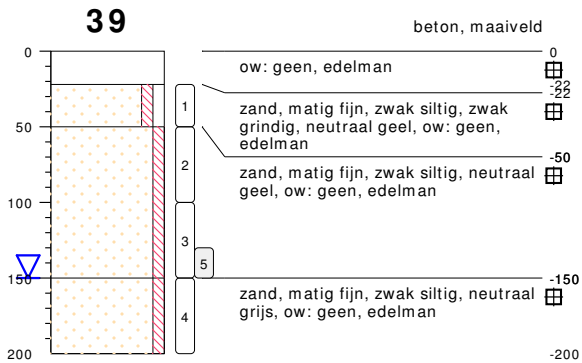 39
beton, maaiveld
0
0
ow: geen, edelman
-22
-22
zand, matig fijn, zwak siltig, zwak
grindig, neutraal geel, ow: geen,
edelman
1
50
-50
zand, matig fijn, zwak siltig, neutraal
geel, ow: geen, edelman
2
100
3
5
150
-150
zand, matig fijn, zwak siltig, neutraal
grijs, ow: geen, edelman
4
200
-200